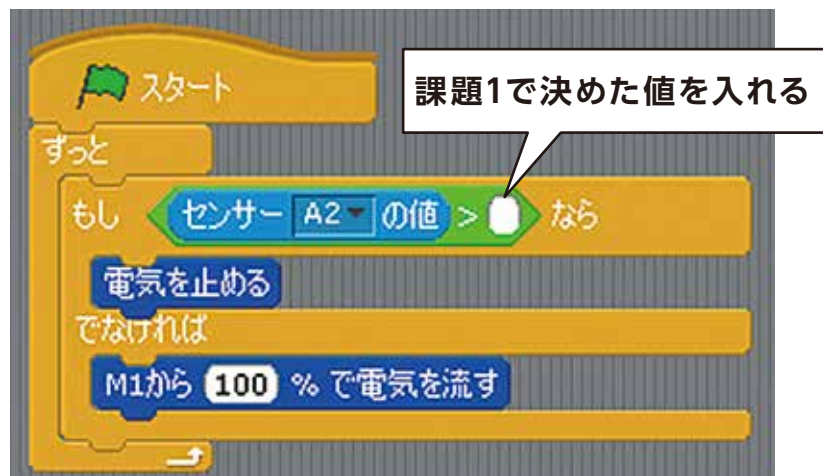 スタート
課題1で決めた値を入れる
ずっと
もし センサー A2 の値 > なら
電気を止める
でなければ
M1から 100 % で電気を流す